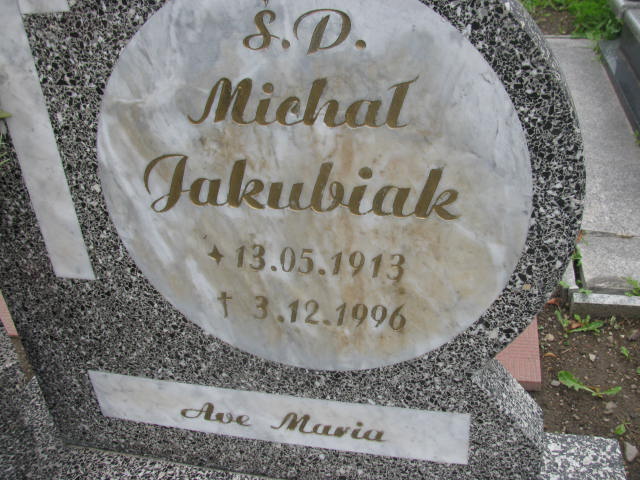 Ś.D.
Michał
Jakubiak
✦ 13.05.1913
† 3.12.1996
Ave Maria